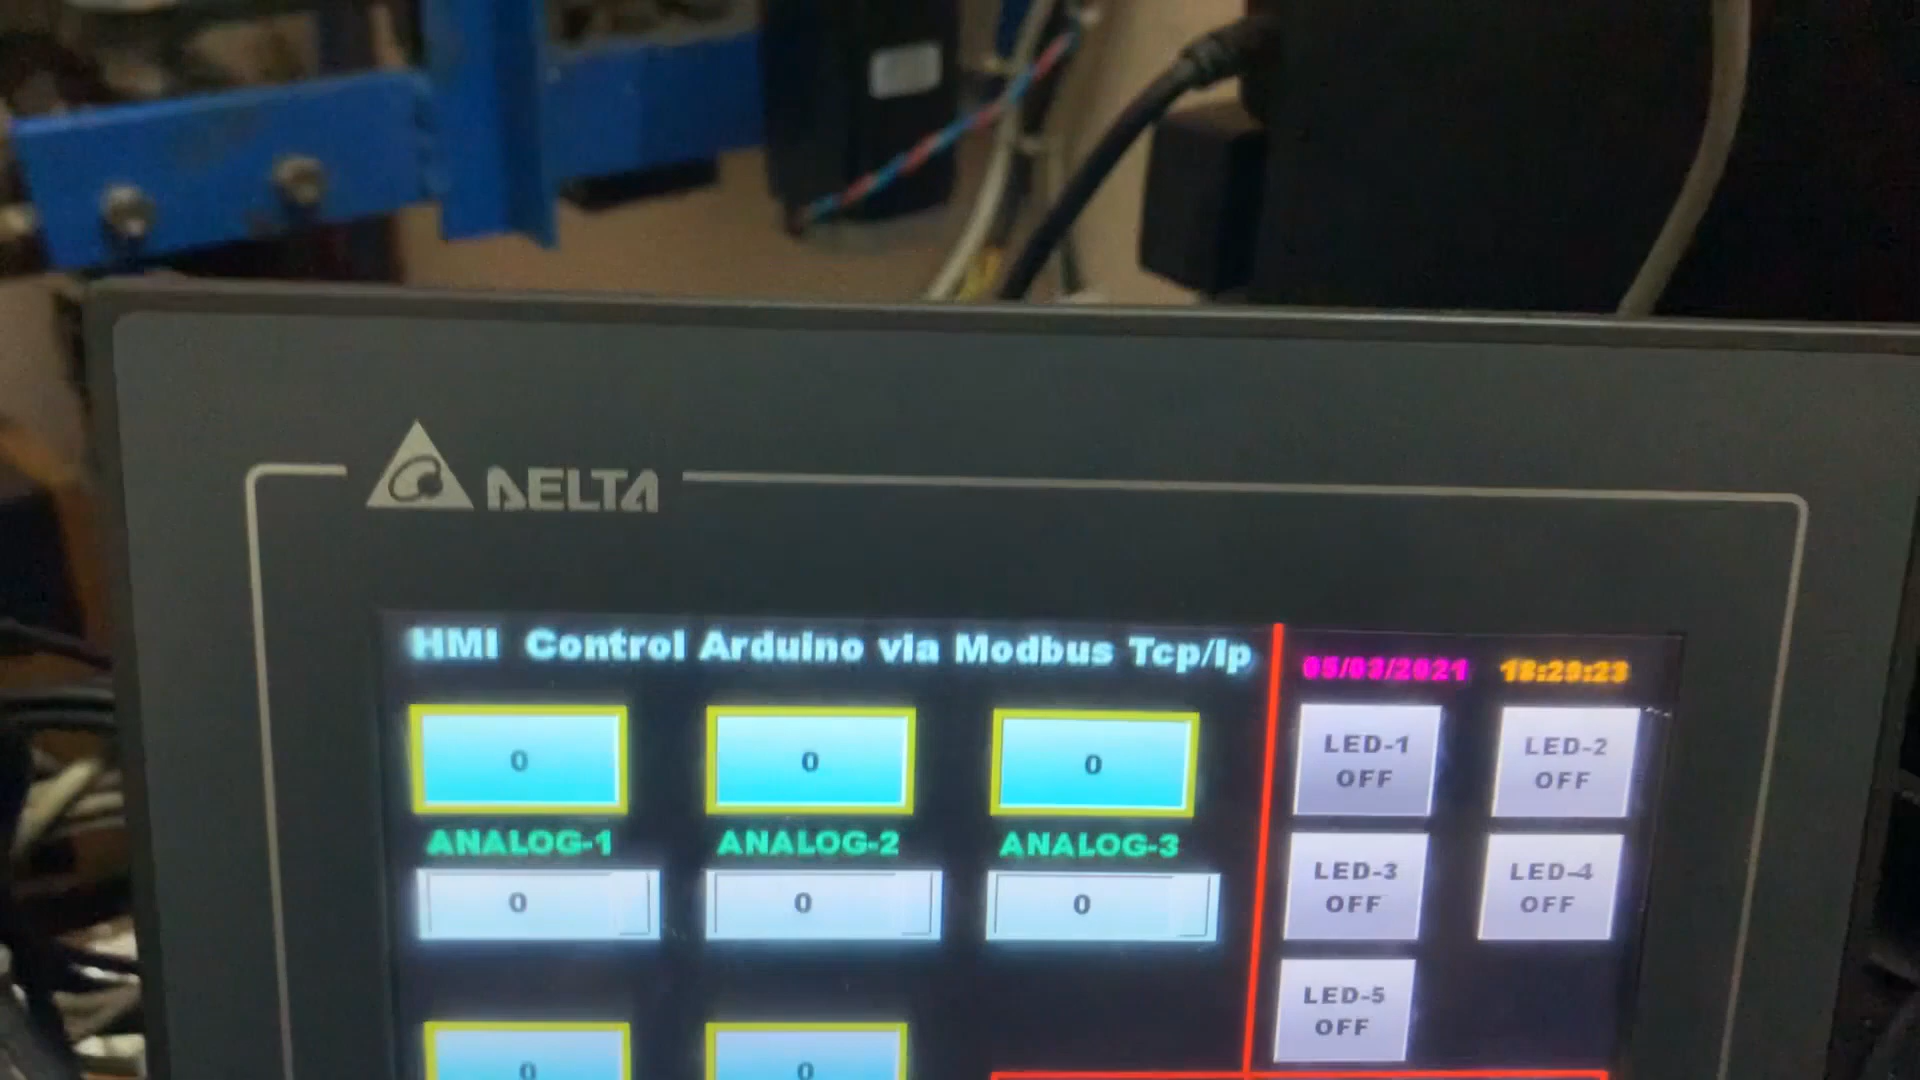 DELTA
HMI Control Arduino via Modbus Tcp/Ip
05/03/2021 18:29:23
0 0 0
ANALOG-1 ANALOG-2 ANALOG-3
0 0 0
0 0
LED-1
OFF
LED-2
OFF
LED-3
OFF
LED-4
OFF
LED-5
OFF